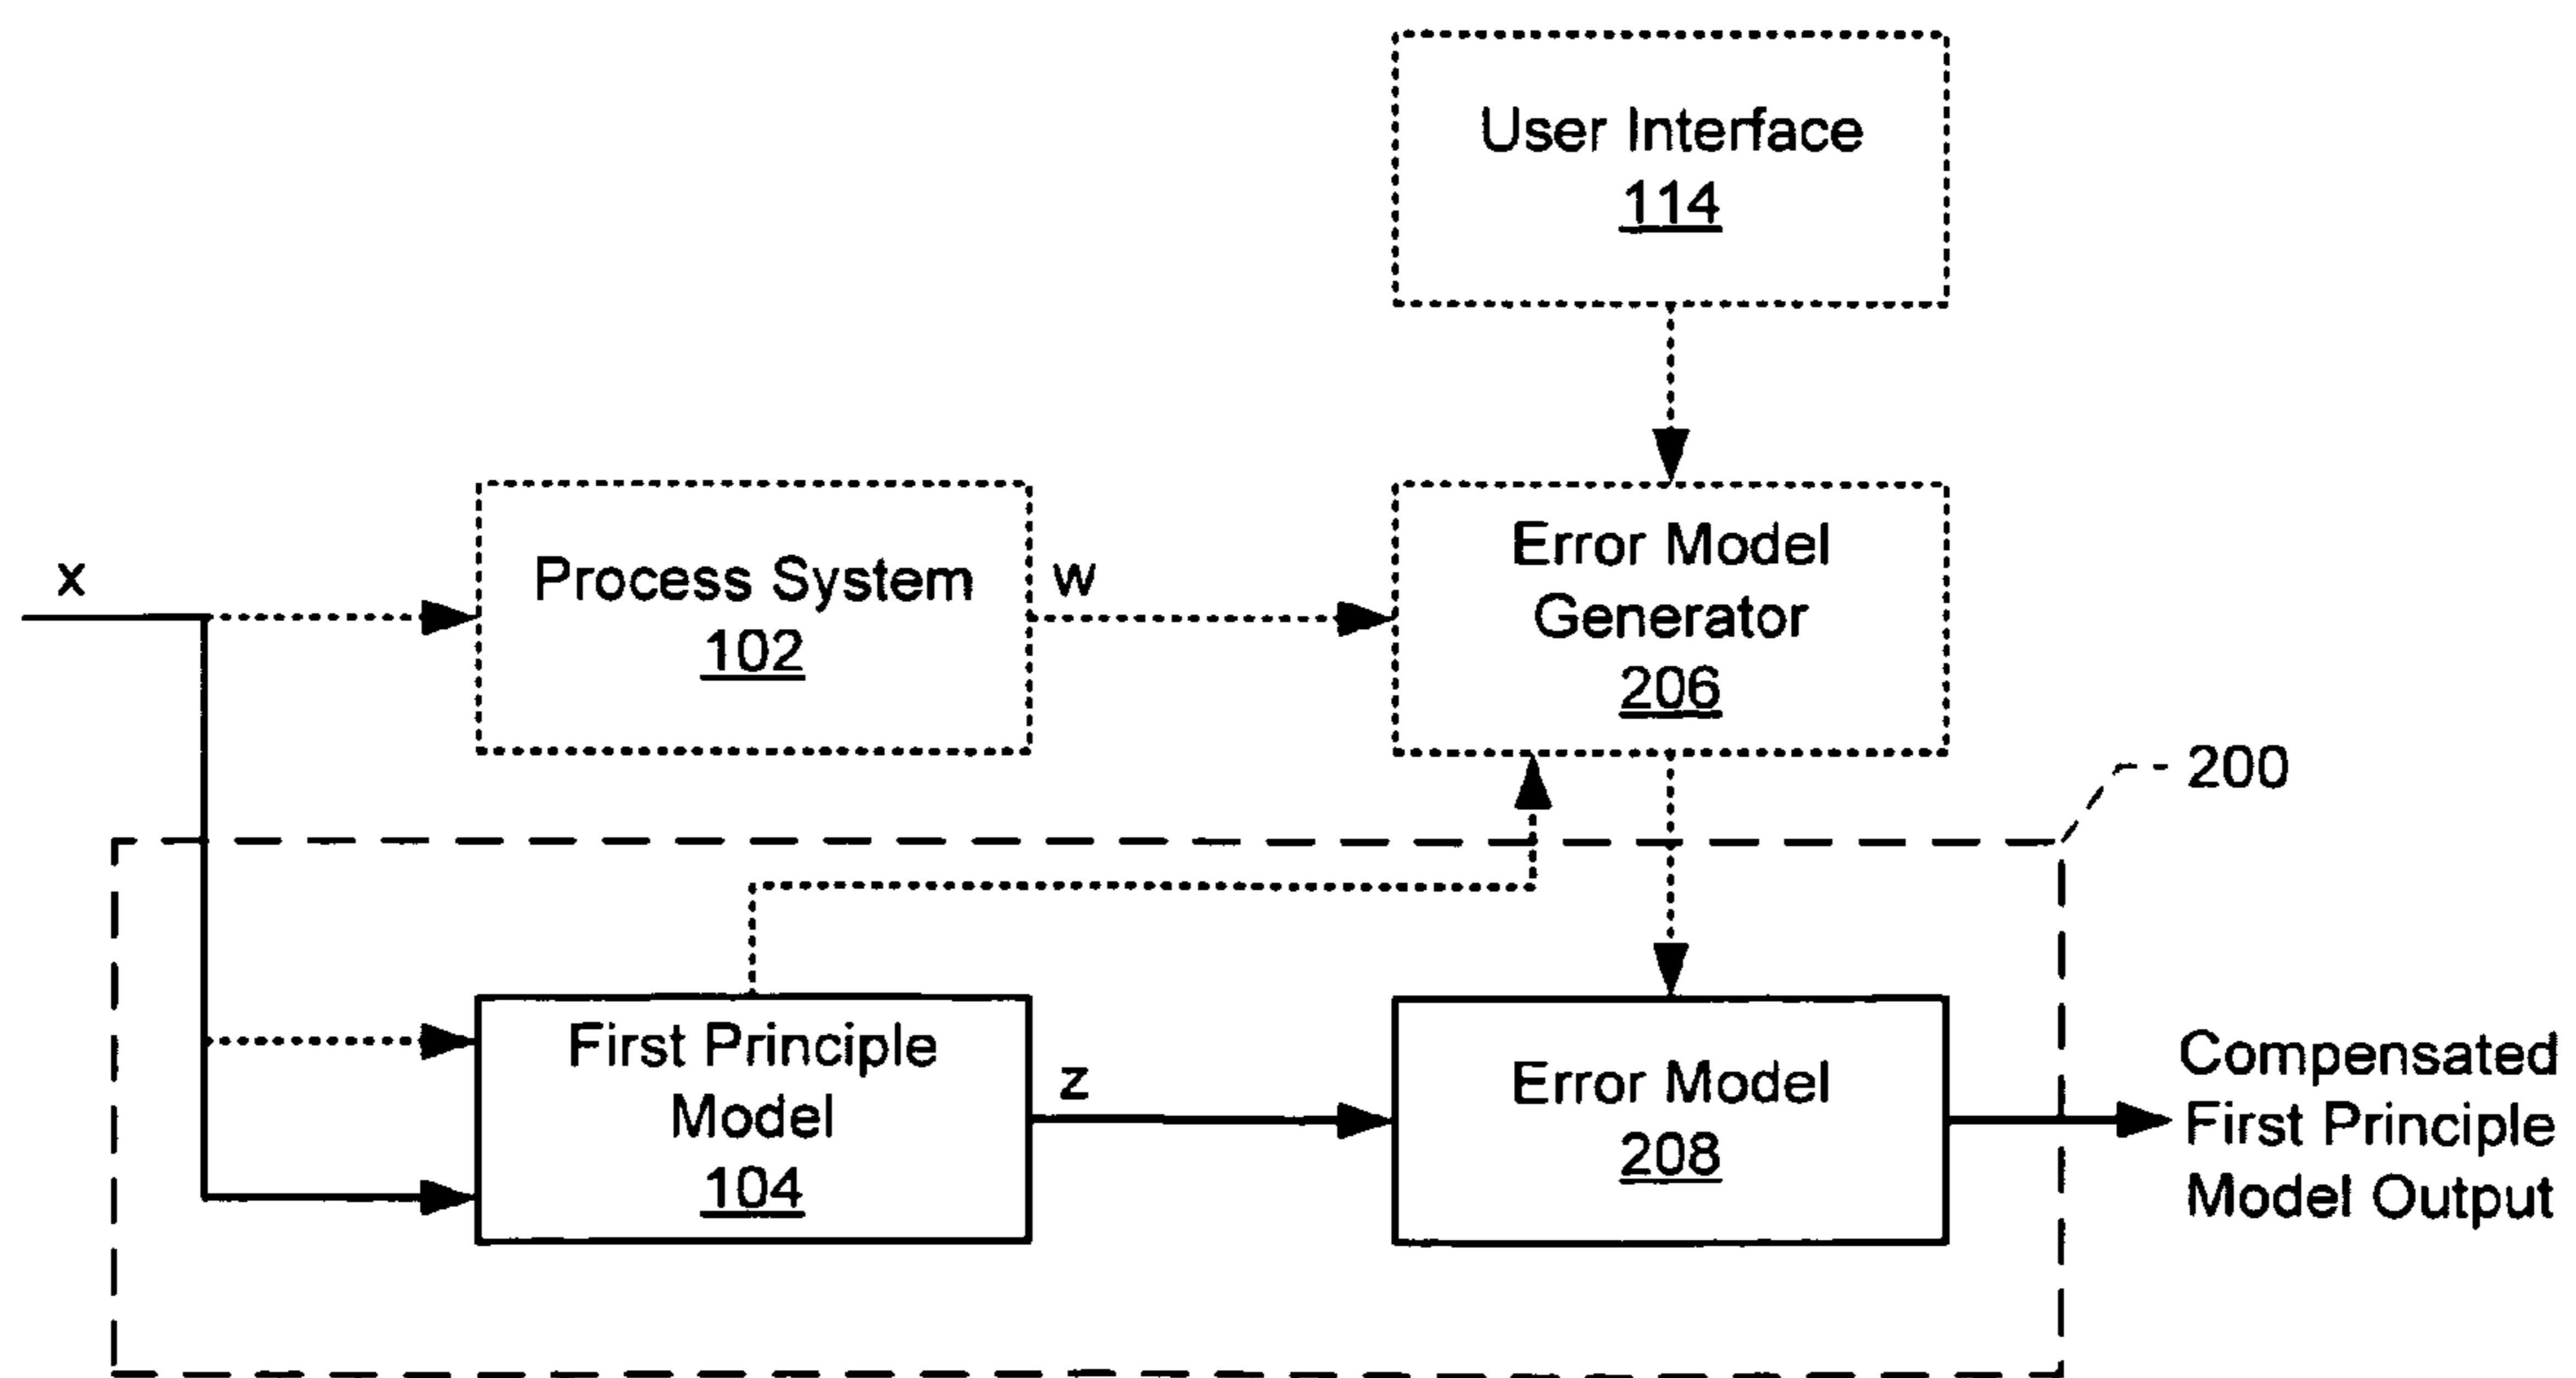 User Interface
114
x
Process System
102
w
Error Model
Generator
206
200
First Principle
Model
104
z
Error Model
208
Compensated
First Principle
Model Output